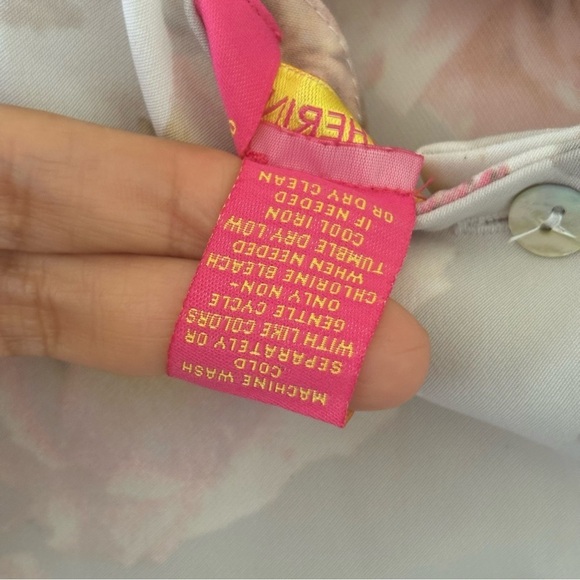 MACHINE WASH
COLD
SEPARATELY OR
WITH LIKE COLORS
GENTLE CYCLE
ONLY NON-
CHLORINE BLEACH
WHEN NEEDED
TUMBLE DRY LOW
COOL IRON
IF NEEDED
OR DRY CLEAN